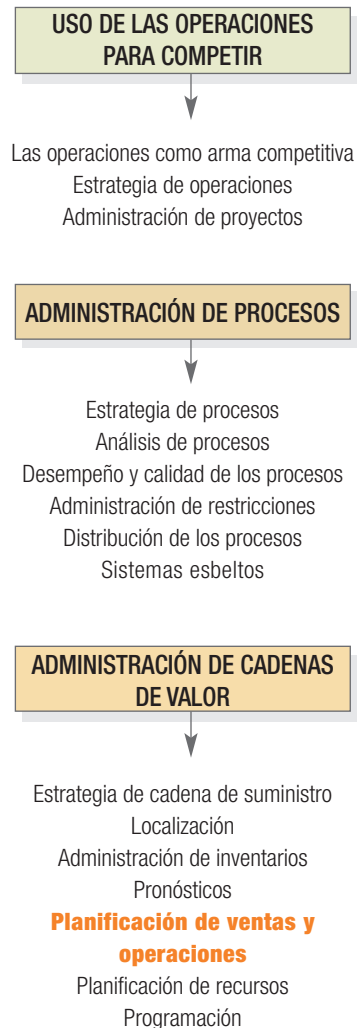 USO DE LAS OPERACIONES
PARA COMPETIR
Las operaciones como arma competitiva
Estrategia de operaciones
Administración de proyectos
ADMINISTRACIÓN DE PROCESOS
Estrategia de procesos
Análisis de procesos
Desempeño y calidad de los procesos
Administración de restricciones
Distribución de los procesos
Sistemas esbeltos
ADMINISTRACIÓN DE CADENAS
DE VALOR
Estrategia de cadena de suministro
Localización
Administración de inventarios
Pronósticos
Planificación de ventas y
operaciones
Planificación de recursos
Programación